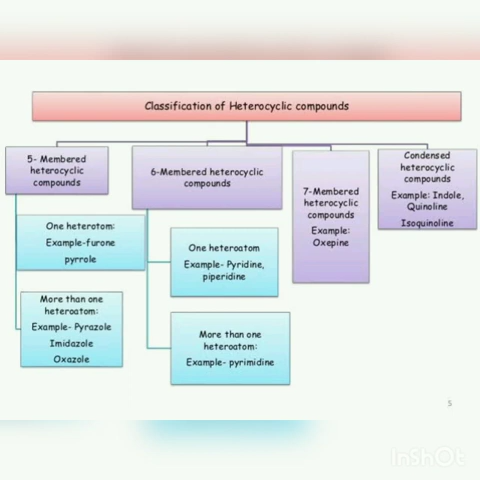 Classification of Heterocyclic compounds
5- Membered
heterocyclic
compounds
One heterotom:
Example-furone
pyrrole
More than one
heteroatom:
Example- Pyrazole
Imidazole
Oxazole
6-Membered heterocyclic
compounds
One heteroatom
Example- Pyridine,
piperidine
More than one
heteroatom:
Example- pyrimidine
7-Membered
heterocyclic
compounds
Example:
Oxepine
Condensed
heterocyclic
compounds
Example: Indole,
Quinoline
Isoquinoline
5
InShOt